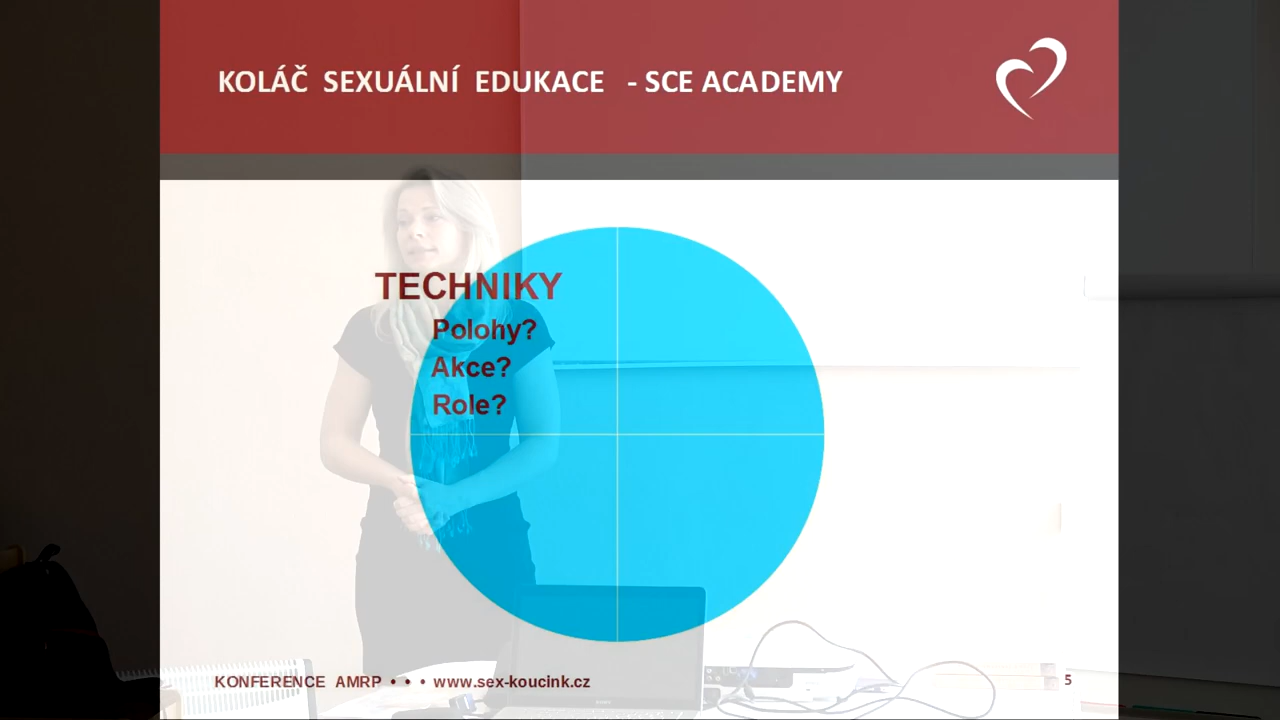 KOLÁČ SEXUÁLNÍ EDUKACE - SCE ACADEMY
TECHNIKY
Polohy?
Akce?
Role?
KONFERENCE AMRP • • • www.sex-koucink.cz
5